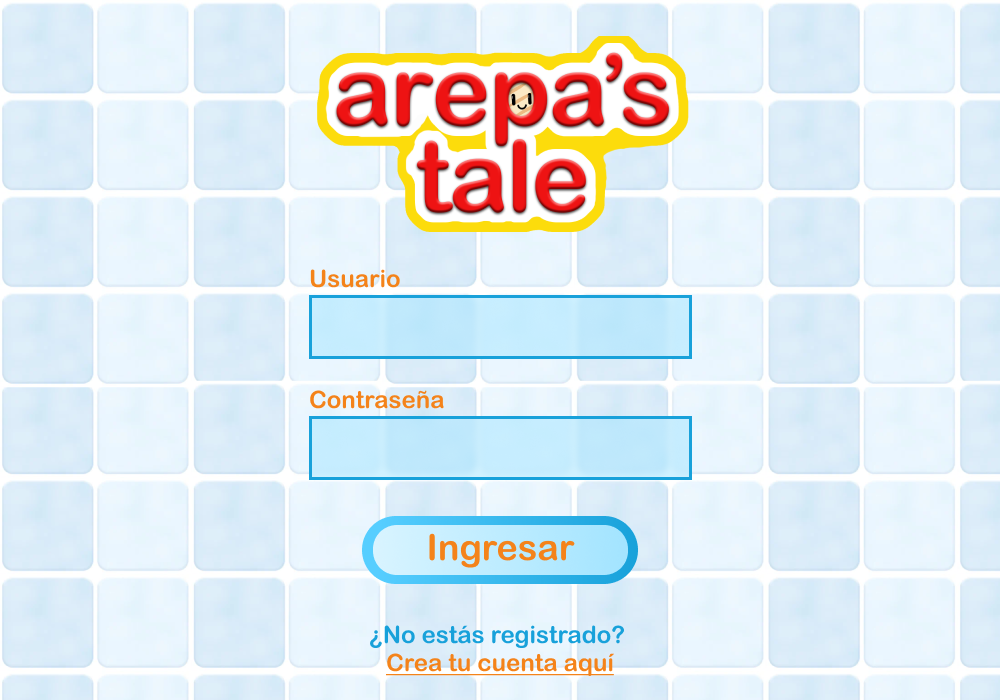 arepa's
tale
Usuario
Contraseña
Ingresar
¿No estás registrado?
Crea tu cuenta aquí